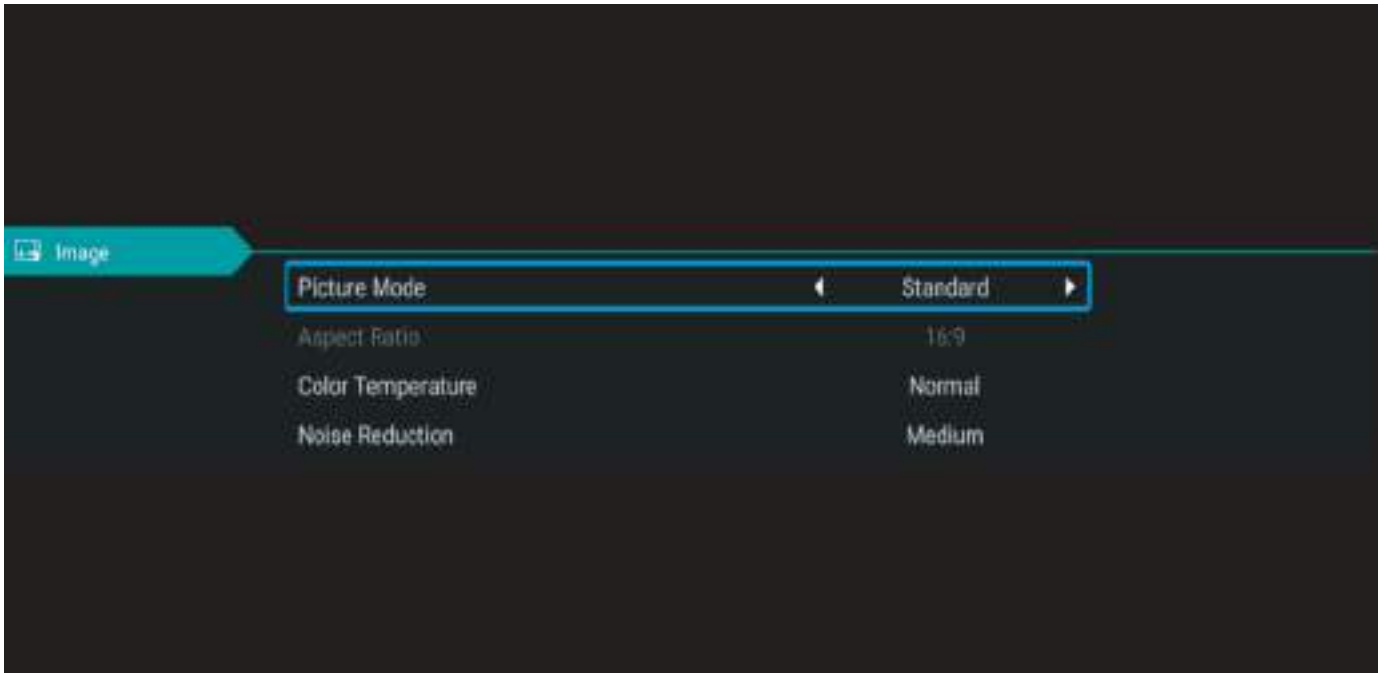 Image
Picture Mode Standard
Aspect Ratio 16:9
Color Temperature Normal
Noise Reduction Medium